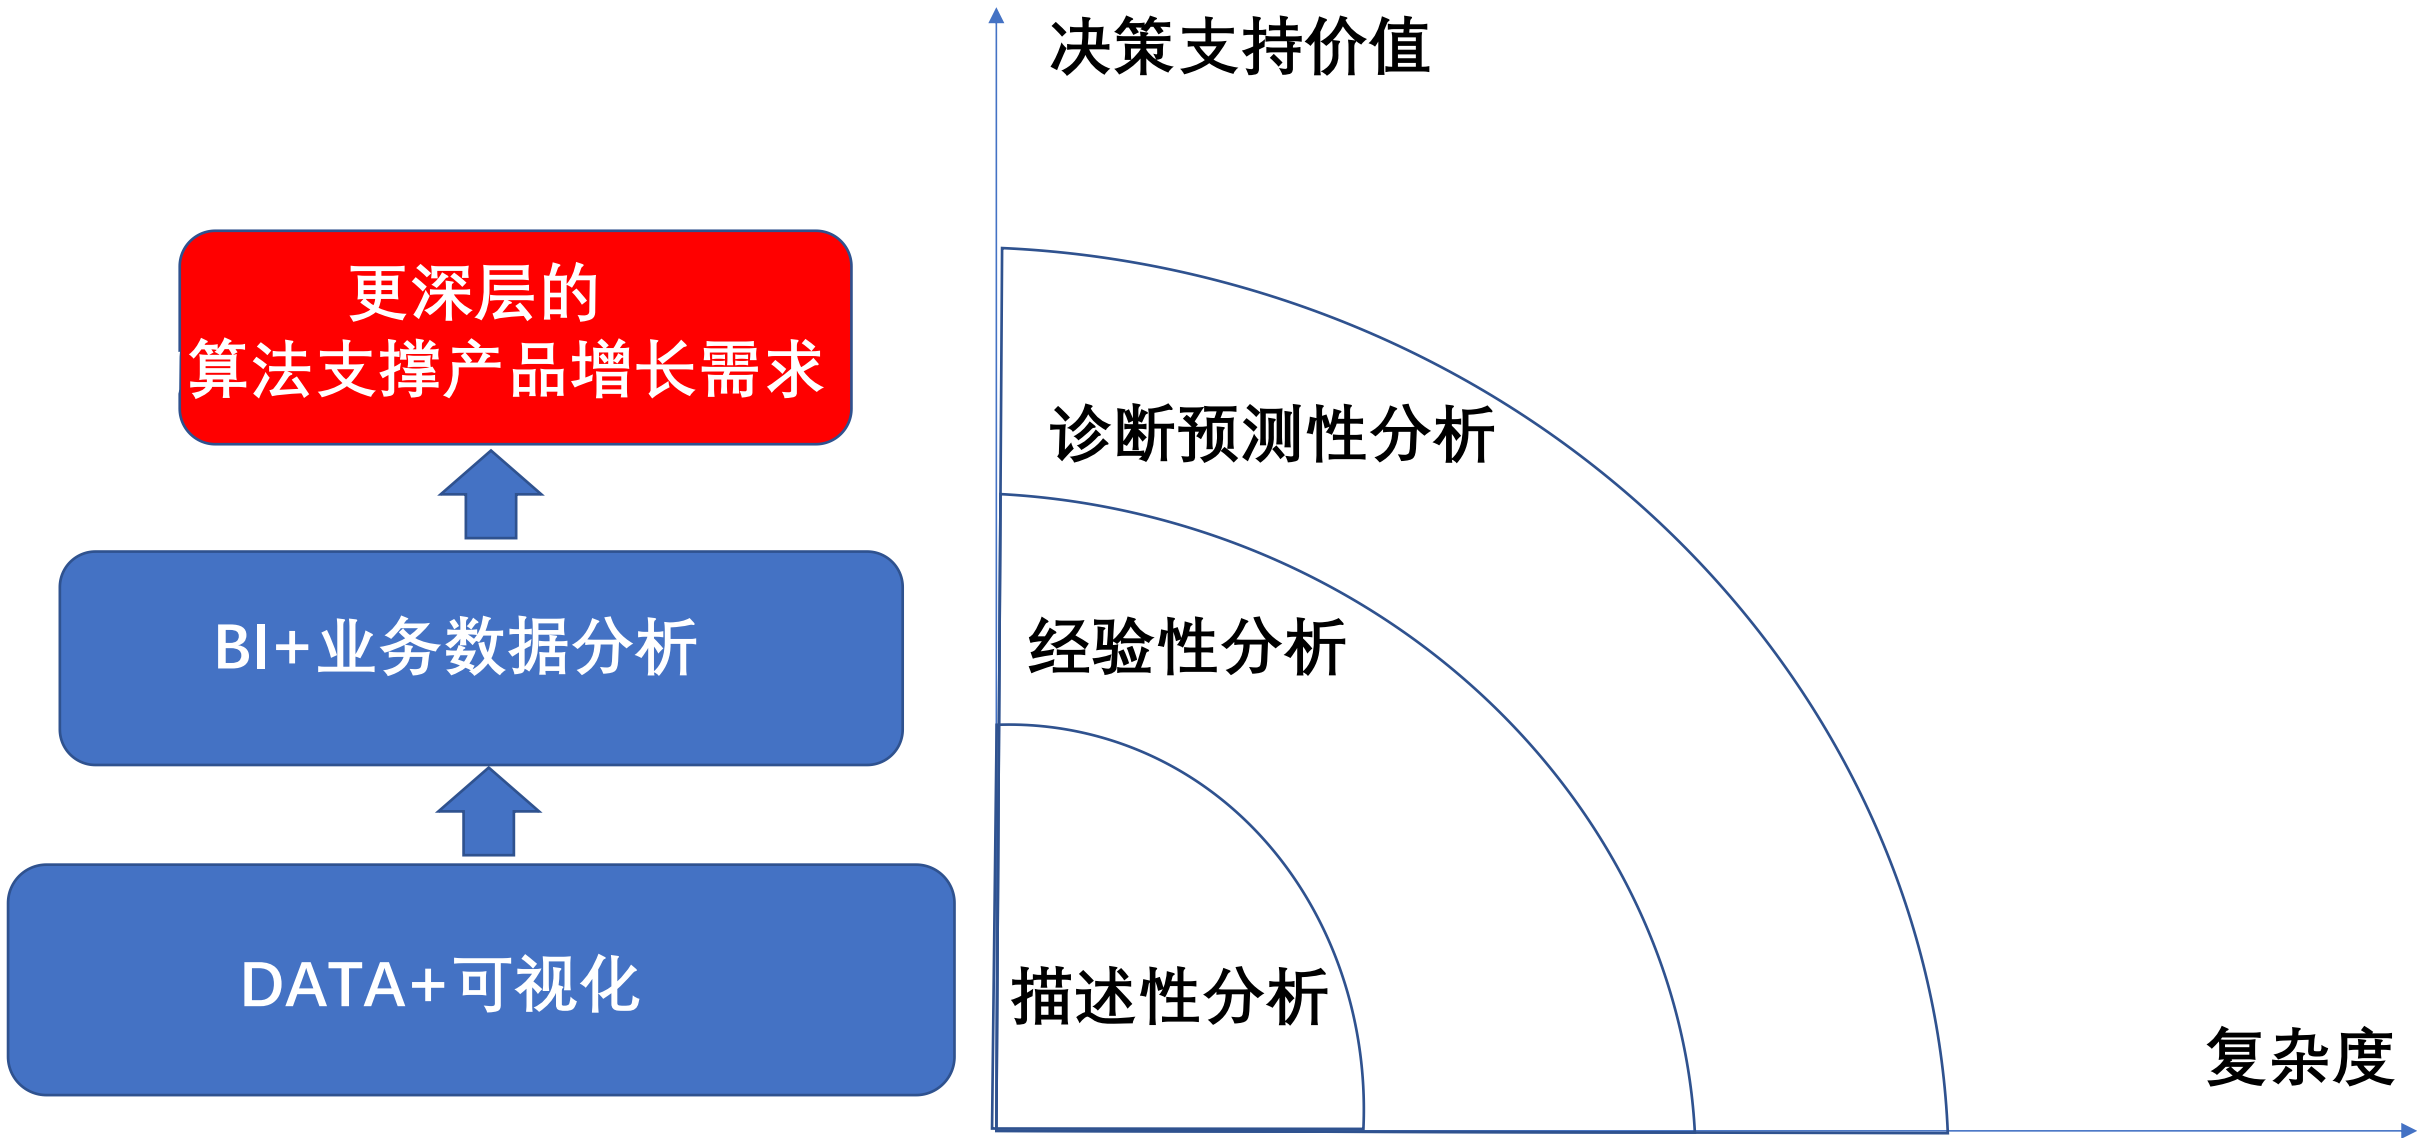 决策支持价值
更深层的
算法支撑产品增长需求
诊断预测性分析
BI+业务数据分析
经验性分析
DATA+可视化
描述性分析
复杂度